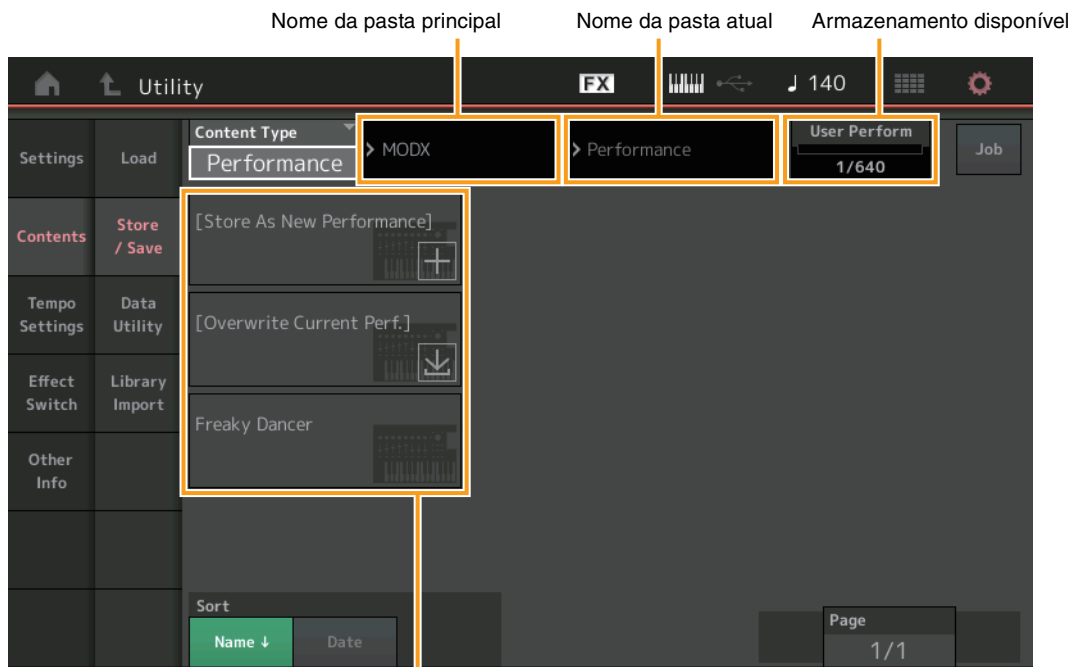 Nome da pasta principal
Nome da pasta atual
Armazenamento disponível
Utility
FX
140
Settings
Load
Content Type
Performance
MODX
Performance
User Perform
1/640
Job
Contents
Store
/ Save
[Store As New Performance]
Tempo
Settings
Data
Utility
[Overwrite Current Perf.]
Effect
Switch
Library
Import
Freaky Dancer
Other
Info
Sort
Name ↓
Date
Page
1/1